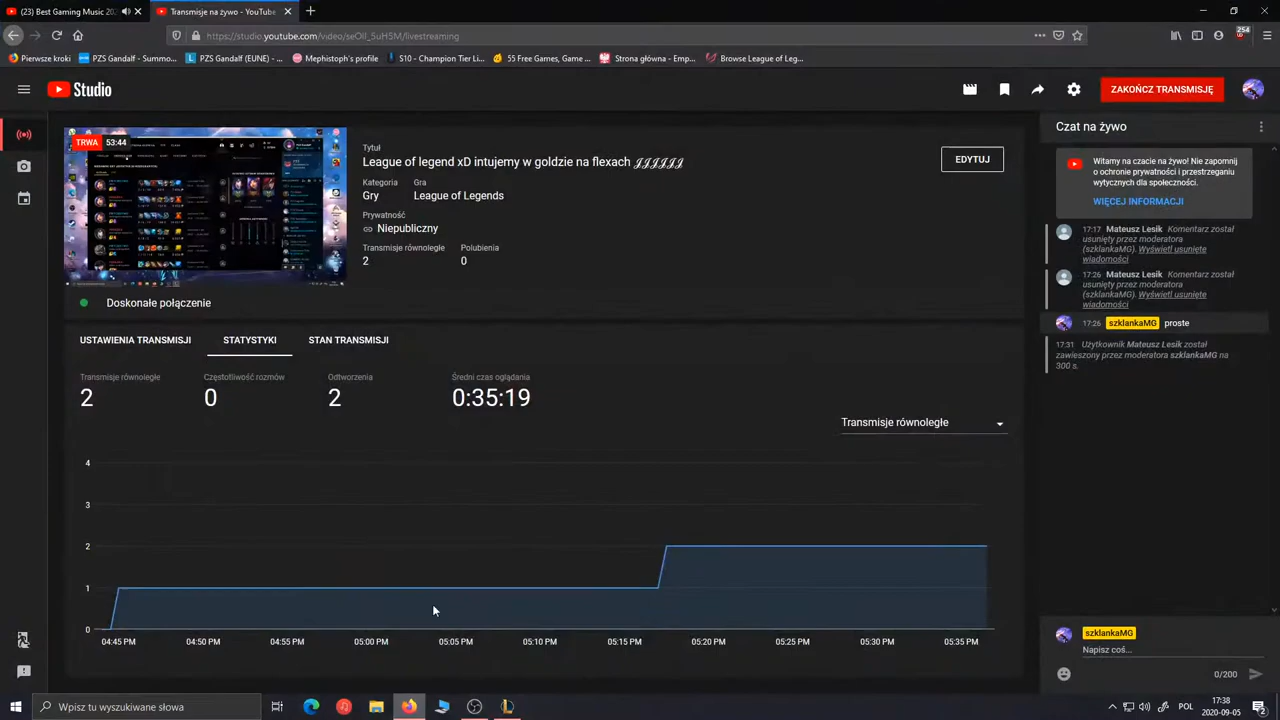 (23) Best Gaming Music 202
Transmisje na żywo - YouTube
https://studio.youtube.com/video/seOlI_5uH5M/livestreaming
254
Pierwsze kroki
PZS Gandalf - Summo...
PZS Gandalf (EUNE) - ...
Mephistoph's profile
S10 - Champion Tier Li...
55 Free Games, Game ...
Strona główna - Emp...
Browse League of Leg...
Studio
ZAKOŃCZ TRANSMISJĘ
TRWA 53:44
Tytuł
League of legend xD intujemy w goldzie na flexach
EDYTUJ
Kategoria Gra
Gry League of Legends
Prywatność
Niepubliczny
Transmisje równoległe Polubienia
2 0
Doskonałe połączenie
USTAWIENIA TRANSMISJI STATYSTYKI STAN TRANSMISJI
Transmisje równoległe Częstotliwość rozmów Odtworzenia Średni czas oglądania
2 0 2 0:35:19
Transmisje równoległe
4
3
2
1
0
04:45 PM 04:50 PM 04:55 PM 05:00 PM 05:05 PM 05:10 PM 05:15 PM 05:20 PM 05:25 PM 05:30 PM 05:35 PM
Czat na żywo
Witamy na czacie na żywo! Nie zapomnij
o ochronie prywatności i przestrzeganiu
wytycznych dla społeczności.
WIĘCEJ INFORMACJI
17:17 Mateusz Lesik Komentarz został
usunięty przez moderatora
(szklankaMG). Wyświetl usunięte
wiadomości
17:26 Mateusz Lesik Komentarz został
usunięty przez moderatora
(szklankaMG). Wyświetl usunięte
wiadomości
17:26 szklankaMG proste
17:31 Użytkownik Mateusz Lesik został
zawieszony przez moderatora szklankaMG na
300 s.
szklankaMG
Napisz coś...
0/200
Wpisz tu wyszukiwane słowa
POL
17:38
2020-09-05
2